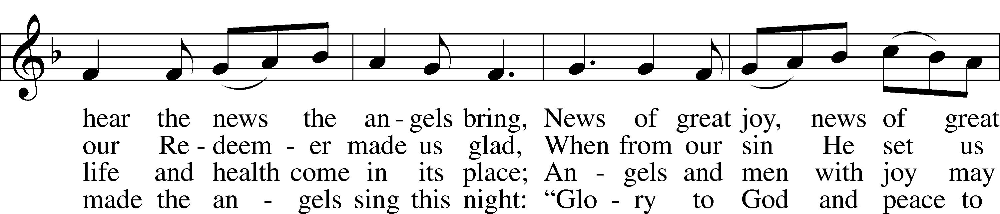 hear the news the an - gels bring, News of great joy, news of great
our Re - deem - er made us glad, When from our sin He set us
life and health come in its place; An - gels and men with joy may
made the an - gels sing this night: “Glo - ry to God and peace to